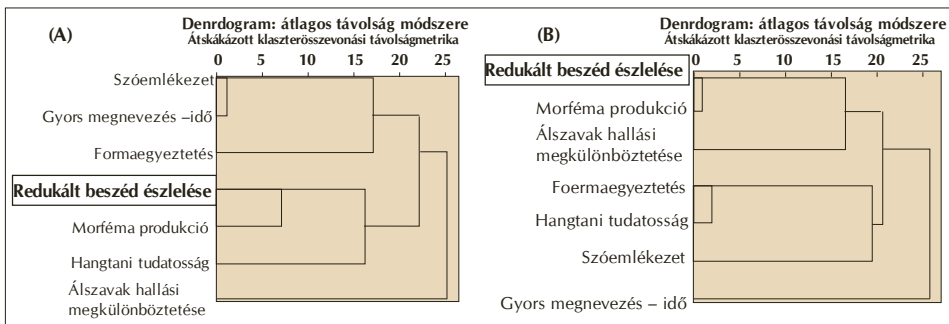 (A)
Denrdogram: átlagos távolság módszere
Átskákázott klaszterösszevonási távolságmetrika
0 5 10 15 20 25
Szóemlékezet
Gyors megnevezés –idő
Formaegyeztetés
Redukált beszéd észlelése
Morféma produkció
Hangtani tudatosság
Álszavak hallási
megkülönböztetése
(B)
Denrdogram: átlagos távolság módszere
Átskákázott klaszterösszevonási távolságmetrika
0 5 10 15 20 25
Redukált beszéd észlelése
Morféma produkció
Álszavak hallási
megkülönböztetése
Foermaegyeztetés
Hangtani tudatosság
Szóemlékezet
Gyors megnevezés – idő